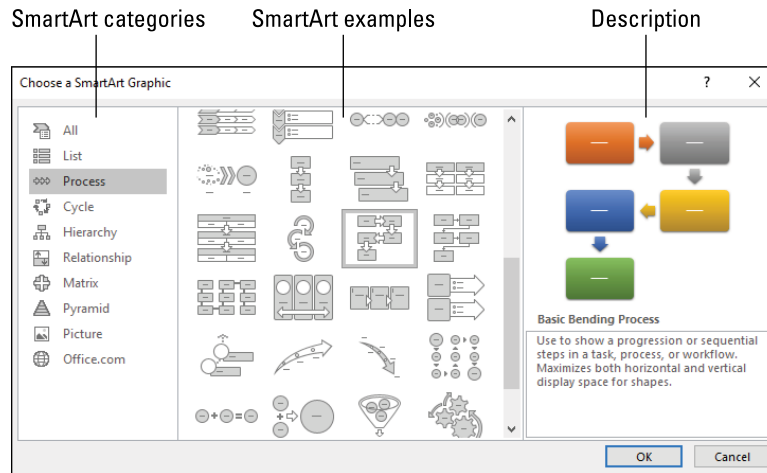 SmartArt categories
SmartArt examples
Description
Choose a SmartArt Graphic
?
All
List
Process
Cycle
Hierarchy
Relationship
Matrix
Pyramid
Picture
Office.com
Basic Bending Process
Use to show a progression or sequential
steps in a task, process, or workflow.
Maximizes both horizontal and vertical
display space for shapes.
OK
Cancel